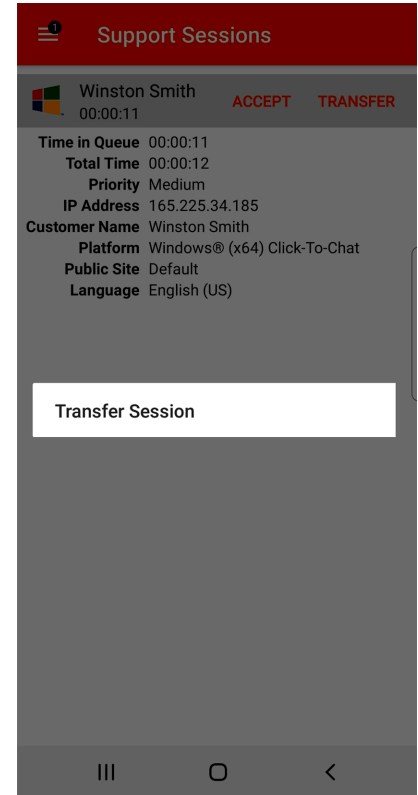 1
Support Sessions
Winston Smith
00:00:11
ACCEPT TRANSFER
Time in Queue 00:00:11
Total Time 00:00:12
Priority Medium
IP Address 165.225.34.185
Customer Name Winston Smith
Platform Windows® (x64) Click-To-Chat
Public Site Default
Language English (US)
Transfer Session